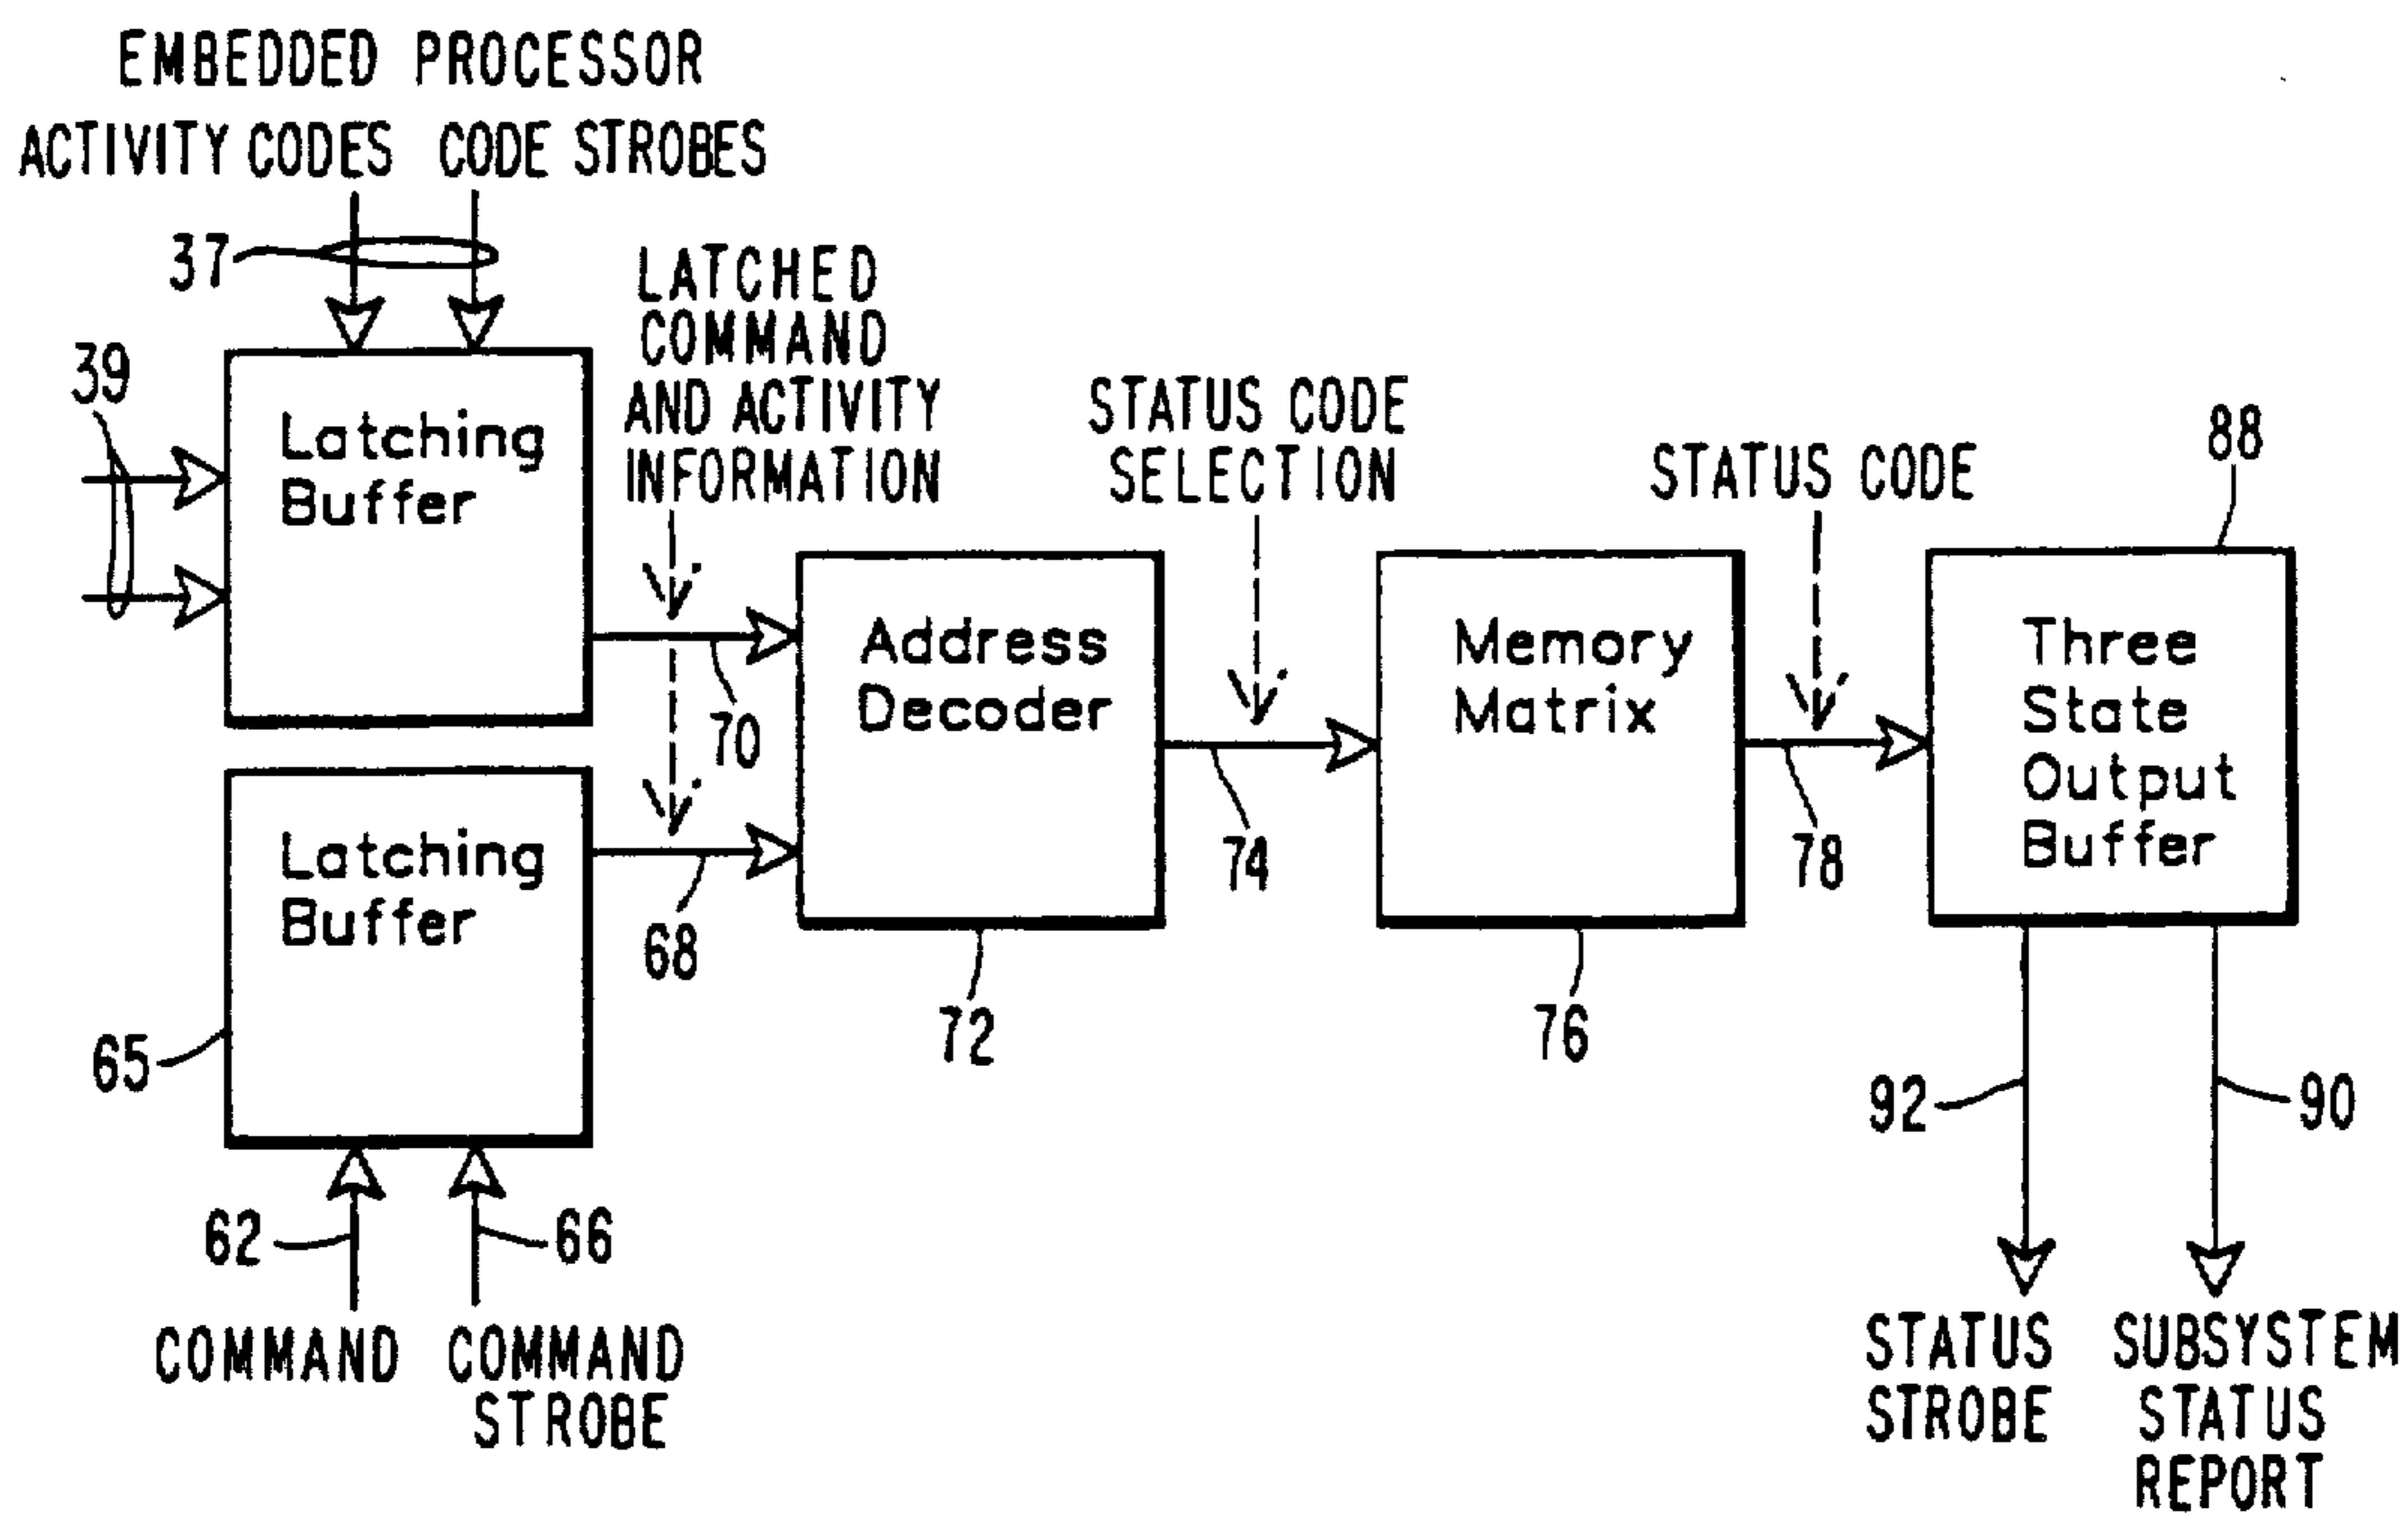 EMBEDDED PROCESSOR
ACTIVITY CODES CODE STROBES
37
39
Latching
Buffer
LATCHED
COMMAND
AND ACTIVITY
INFORMATION
70
Latching
Buffer
65
68
62
66
COMMAND
COMMAND
STROBE
Address
Decoder
72
STATUS CODE
SELECTION
74
Memory
Matrix
76
STATUS CODE
78
88
Three
State
Output
Buffer
92
90
STATUS
STROBE
SUBSYSTEM
STATUS
REPORT